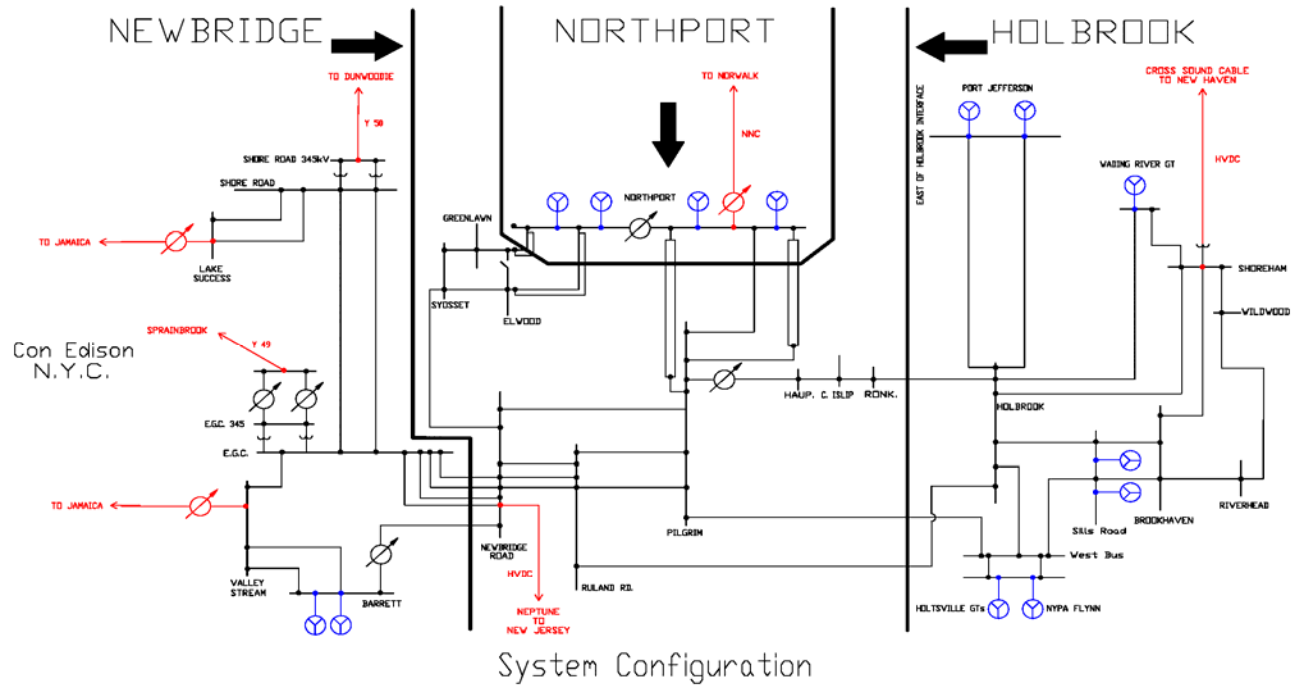 NEWBRIDGE
NORTHPORT
HOLBROOK
TO DUNWOODIE
Y 50
SHORE ROAD 345kV
SHORE ROAD
TO JAMAICA
LAKE
SUCCESS
SPRAINBROOK
Y 49
Con Edison
N.Y.C.
E.G.C. 345
E.G.C.
TO JAMAICA
VALLEY
STREAM
BARRETT
TO NORWALK
NNC
NORTHPORT
GREENLAWN
SYOSSET
ELWOOD
HAUP.
C. ISLIP
RONK.
NEWBRIDGE
ROAD
HVDC
NEPTUNE
TO
NEW JERSEY
RULAND RD.
PILGRIM
EAST OF HOLBROOK INTERFACE
PORT JEFFERSON
CROSS SOUND CABLE
TO NEW HAVEN
HVDC
WADING RIVER GT
SHOREHAM
WILDWOOD
HOLBROOK
RIVERHEAD
BROOKHAVEN
Sills Road
West Bus
HOLTSVILLE GTs
NYPA FLYNN
System Configuration